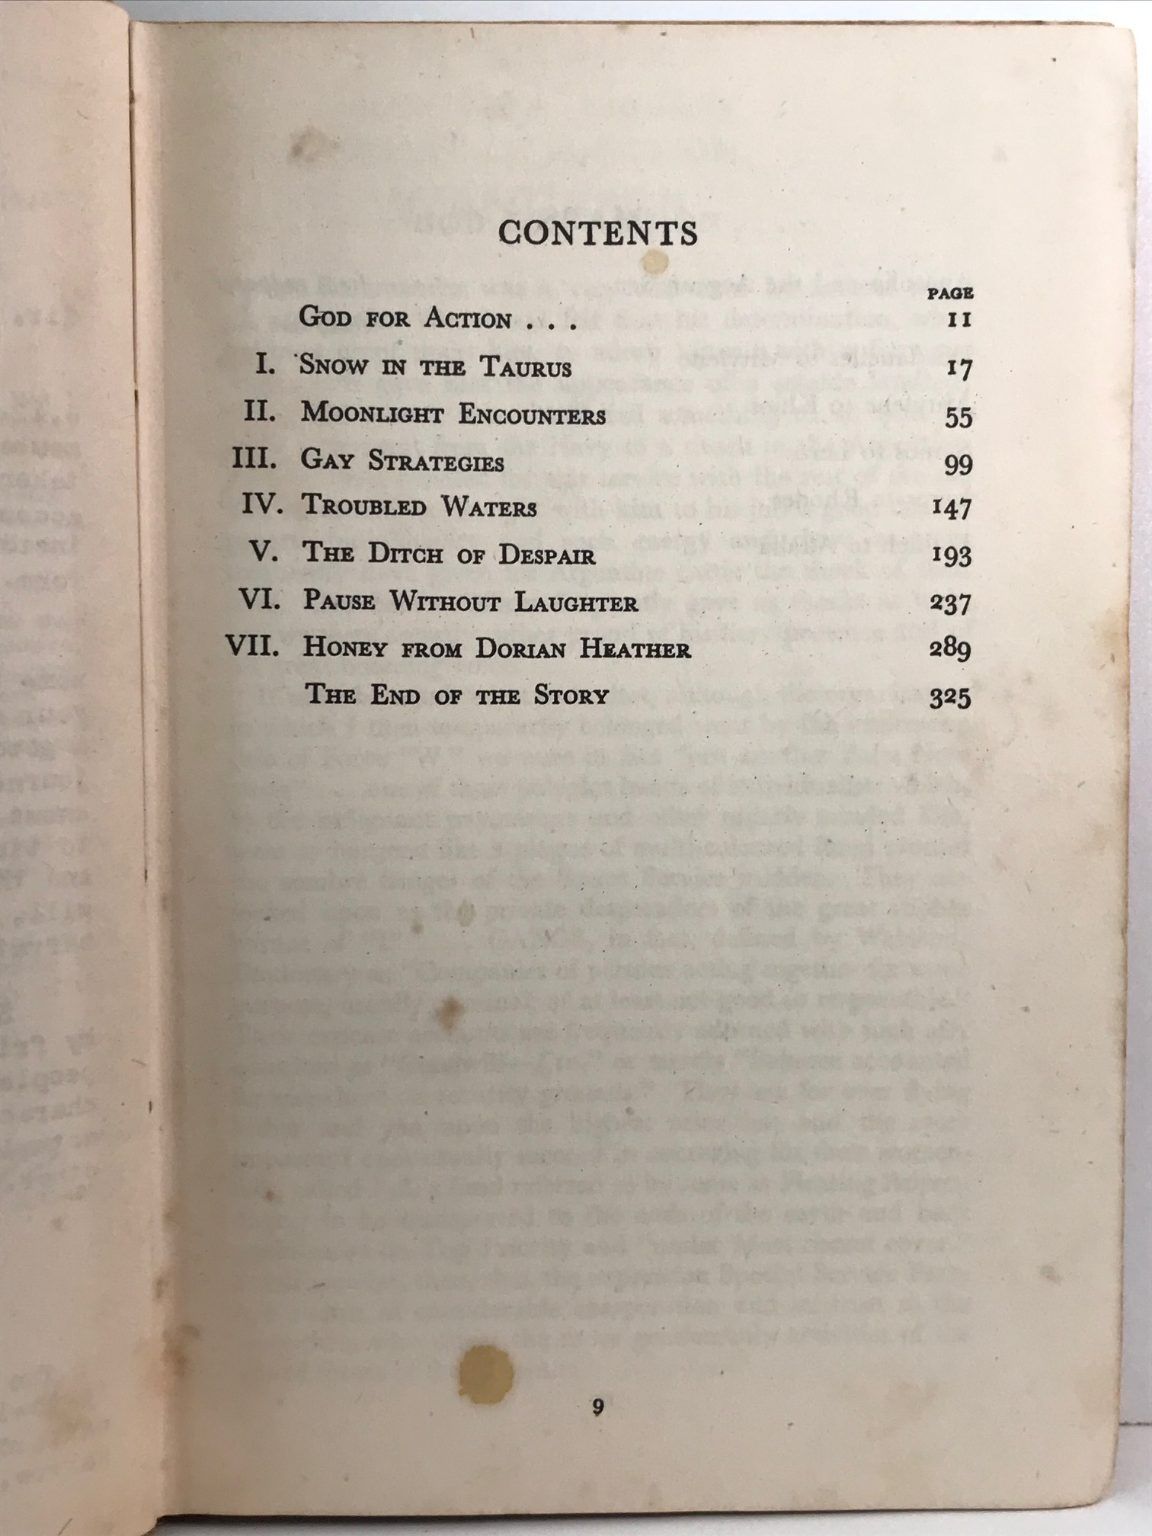 CONTENTS
PAGE
GOD FOR ACTION . . . 11
I. SNOW IN THE TAURUS 17
II. MOONLIGHT ENCOUNTERS 55
III. GAY STRATEGIES 99
IV. TROUBLED WATERS 147
V. THE DITCH OF DESPAIR 193
VI. PAUSE WITHOUT LAUGHTER 237
VII. HONEY FROM DORIAN HEATHER 289
THE END OF THE STORY 325
9